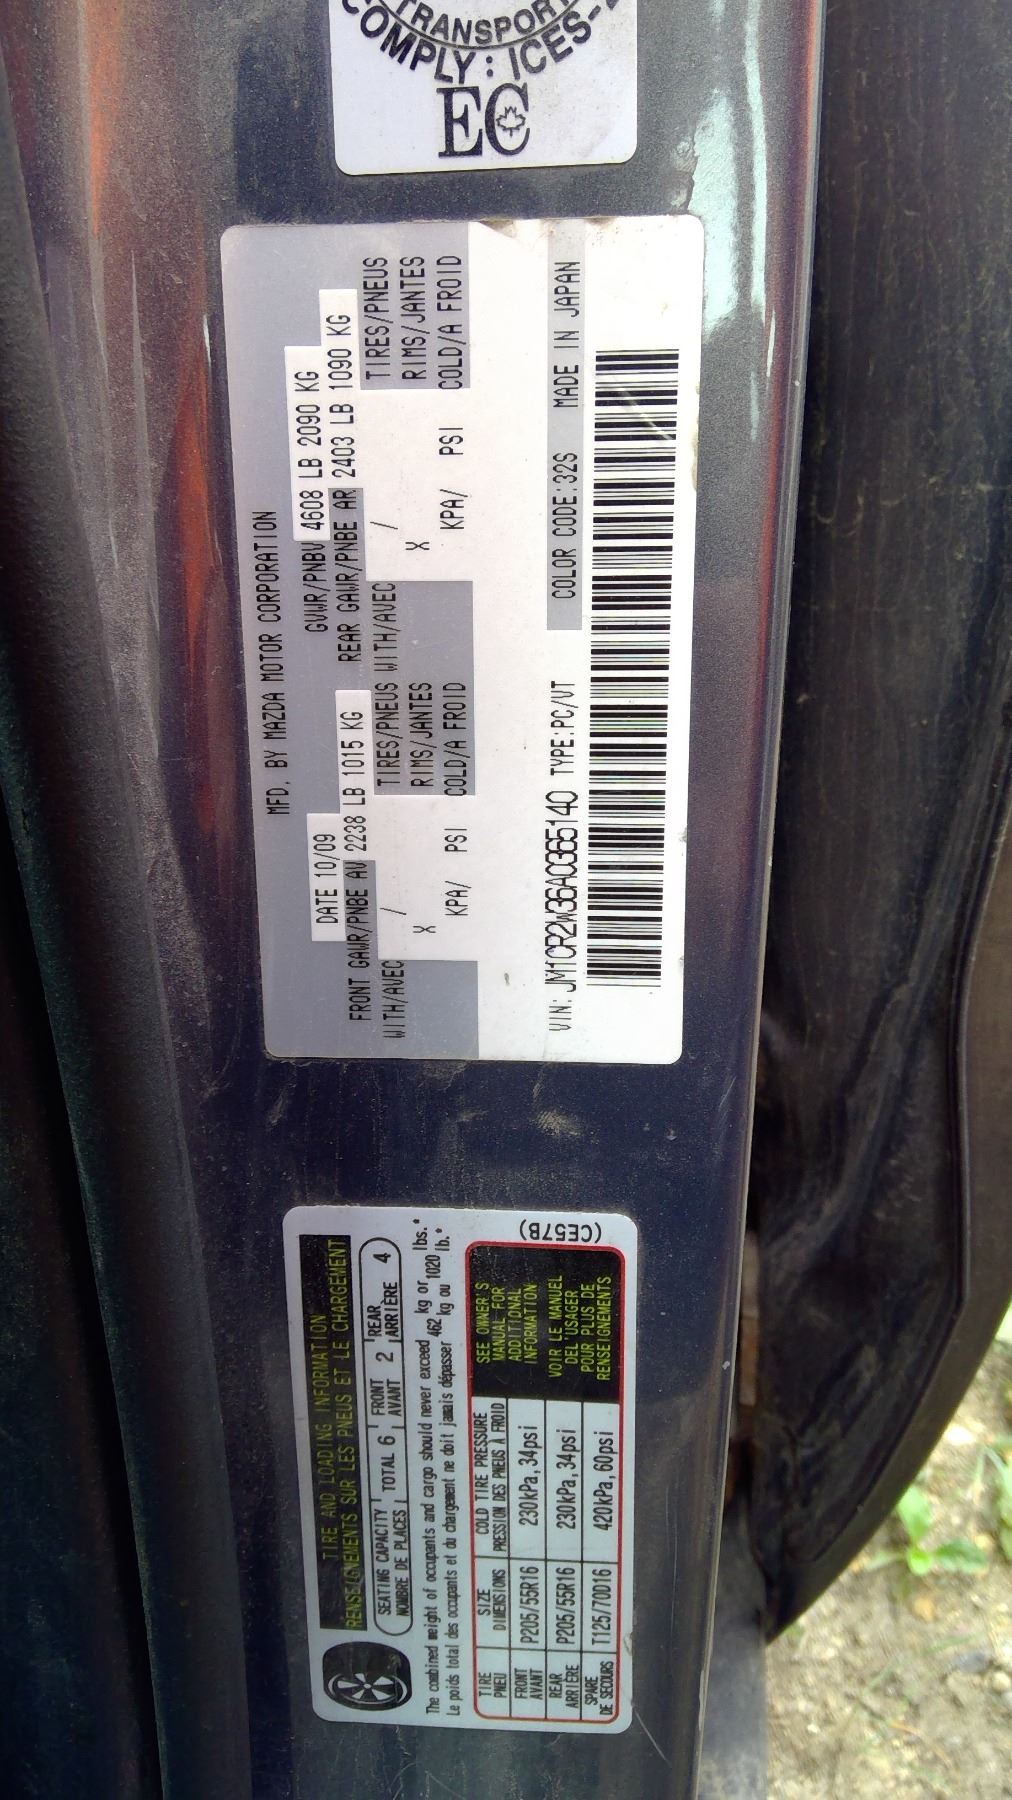 TRANSPORT
COMPLY: ICES-
EC
MFD. BY MAZDA MOTOR CORPORATION
DATE 10/09 GVWR/PNBV 4608 LB 2090 KG
FRONT GAWR/PNBE AV 2238 LB 1015 KG REAR GAWR/PNBE AR 2403 LB 1090 KG
WITH/AVEC / TIRES/PNEUS WITH/AVEC / TIRES/PNEUS
X RIMS/JANTES X RIMS/JANTES
KPA/ PSI COLD/A FROID KPA/ PSI COLD/A FROID
COLOR CODE:32S MADE IN JAPAN
VIN: JM1CR2W36A0365140 TYPE:PC/VT
TIRE AND LOADING INFORMATION
RENSEIGNEMENTS SUR LES PNEUS ET LE CHARGEMENT
SEATING CAPACITY TOTAL 6 FRONT 2 REAR 4
NOMBRE DE PLACES AVANT ARRIÈRE
The combined weight of occupants and cargo should never exceed 462 kg or 1020 lbs.*
Le poids total des occupants et du chargement ne doit jamais dépasser 462 kg ou 1020 lb.*
TIRE SIZE COLD TIRE PRESSURE
PNEU DIMENSIONS PRESSION DES PNEUS À FROID
FRONT P205/55R16 230kPa, 34psi
AVANT
REAR P205/55R16 230kPa, 34psi
ARRIÈRE
SPARE T125/70D16 420kPa, 60psi
DE SECOURS
SEE OWNER'S
MANUAL FOR
ADDITIONAL
INFORMATION
VOIR LE MANUEL
DEL'USAGER
POUR PLUS DE
RENSEIGNEMENTS
(CE57B)